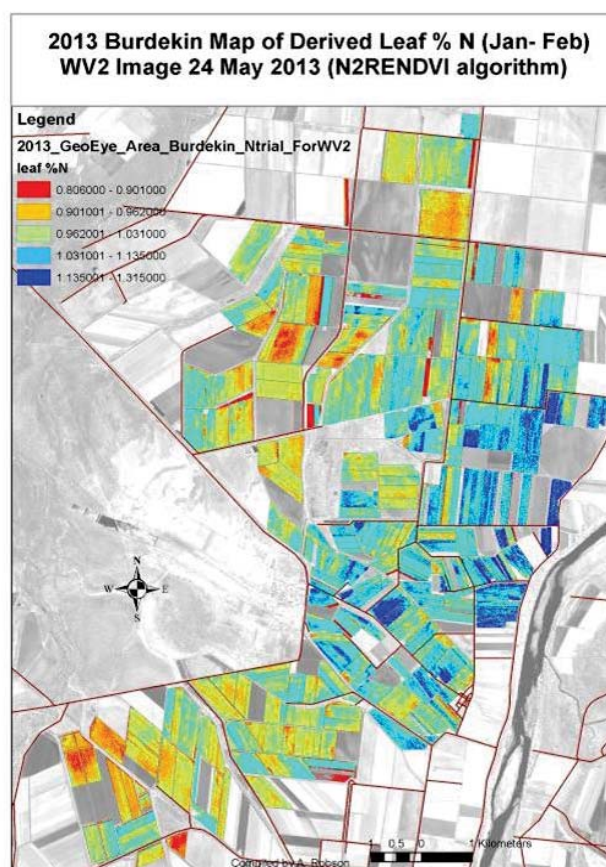 2013 Burdekin Map of Derived Leaf % N (Jan- Feb)
WV2 Image 24 May 2013 (N2RENDVI algorithm)
Legend
2013_GeoEye_Area_Burdekin_Ntrial_ForWV2
leaf %N
0.806000 - 0.901000
0.901001 - 0.962000
0.962001 - 1.031000
1.031001 - 1.135000
1.135001 - 1.315000
N
W E
S
1 0.5 0 1 Kilometers
Compiled by A. Robson